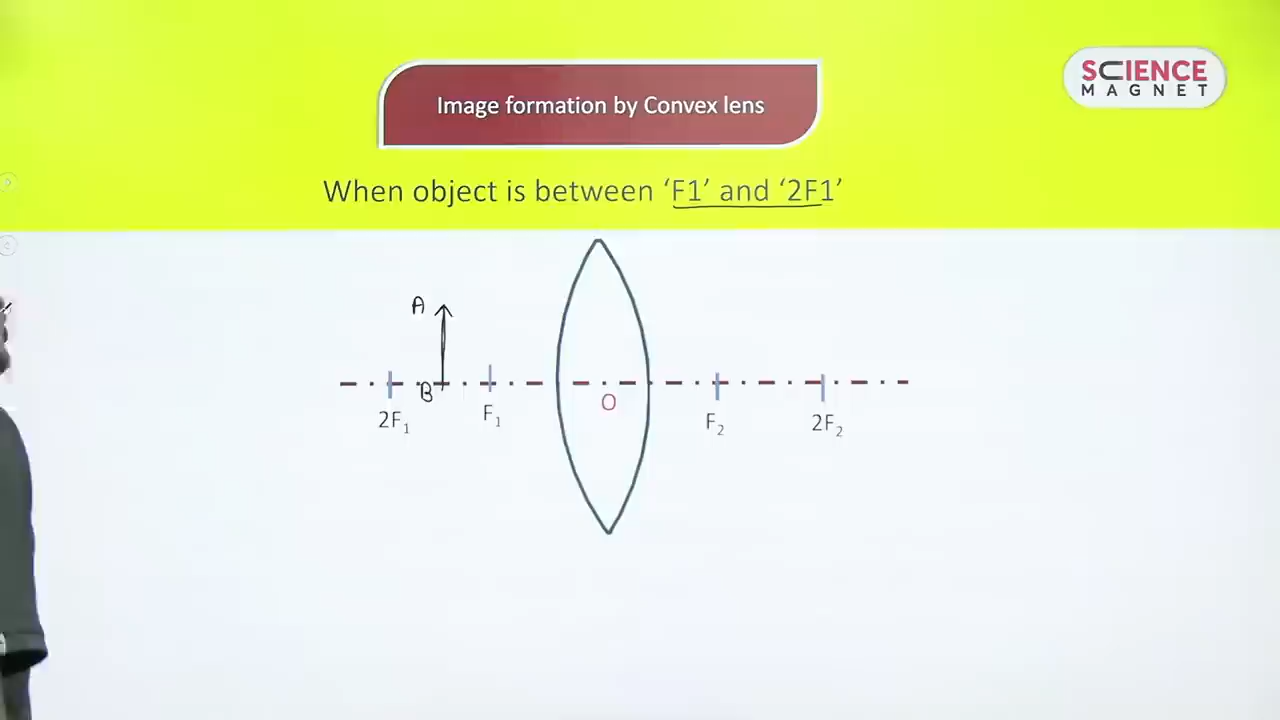 SCIENCE
MAGNET
Image formation by Convex lens
When object is between ‘F1’ and ‘2F1’
A
B
2F₁
F₁
O
F₂
2F₂